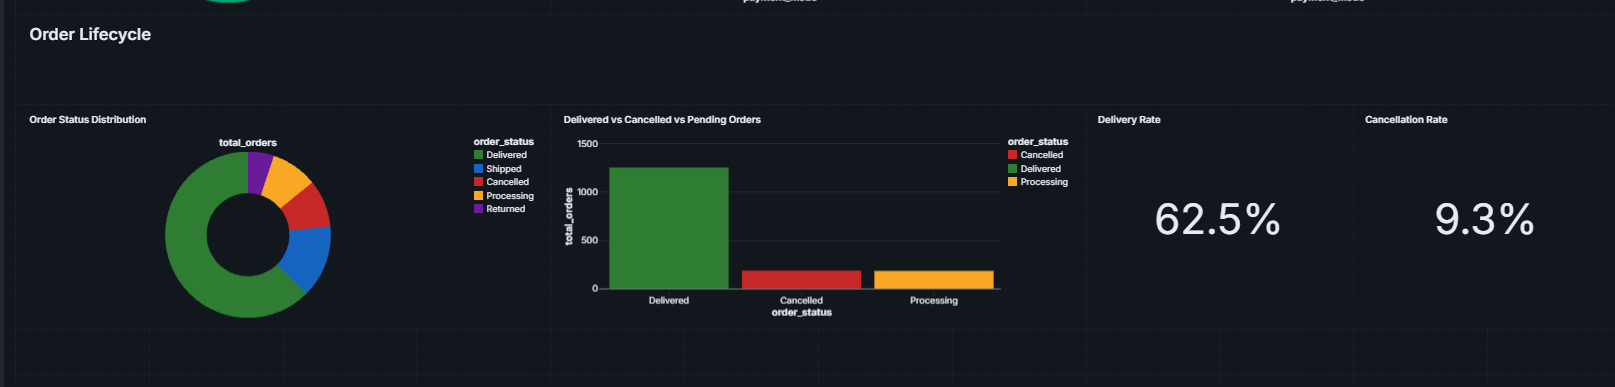 Order Lifecycle
Order Status Distribution
total_orders
order_status
Delivered
Shipped
Cancelled
Processing
Returned
Delivered vs Cancelled vs Pending Orders
total_orders
1500
1000
500
0
Delivered
Cancelled
Processing
order_status
order_status
Cancelled
Delivered
Processing
Delivery Rate
62.5%
Cancellation Rate
9.3%